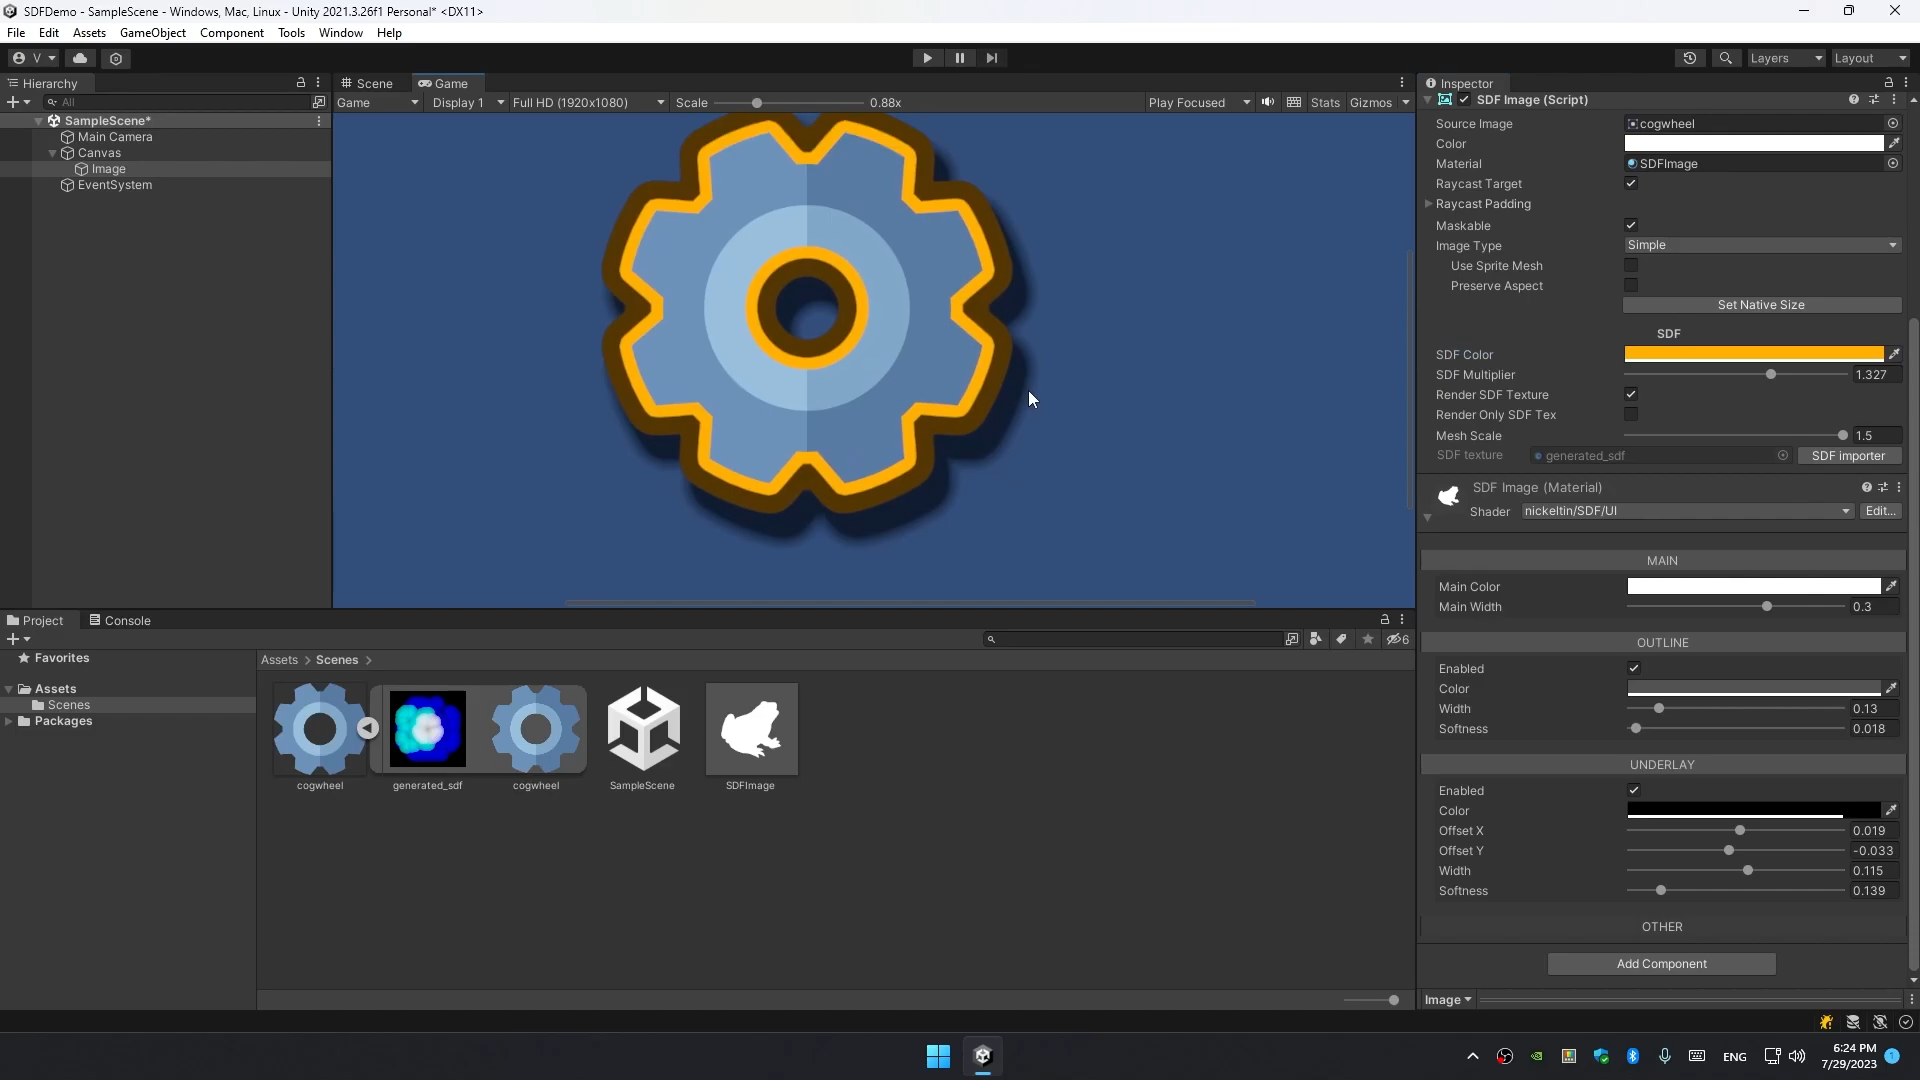 SDFDemo - SampleScene - Windows, Mac, Linux - Unity 2021.3.26f1 Personal* <DX11>
File Edit Assets GameObject Component Tools Window Help
V Layers Layout
Hierarchy
All
SampleScene*
Main Camera
Canvas
Image
EventSystem
Scene Game
Game Display 1 Full HD (1920x1080) Scale 0.88x Play Focused Stats Gizmos
Inspector
SDF Image (Script)
Source Image cogwheel
Color
Material SDFImage
Raycast Target
Raycast Padding
Maskable
Image Type Simple
Use Sprite Mesh
Preserve Aspect
Set Native Size
SDF
SDF Color
SDF Multiplier 1.327
Render SDF Texture
Render Only SDF Tex
Mesh Scale 1.5
SDF texture generated_sdf SDF importer
SDF Image (Material)
Shader nickeltin/SDF/UI Edit...
MAIN
Main Color
Main Width 0.3
OUTLINE
Enabled
Color
Width 0.13
Softness 0.018
UNDERLAY
Enabled
Color
Offset X 0.019
Offset Y -0.033
Width 0.115
Softness 0.139
OTHER
Add Component
Image
Project Console
6
Favorites
Assets
Scenes
Packages
Assets > Scenes >
cogwheel generated_sdf cogwheel SampleScene SDFImage
ENG
6:24 PM
7/29/2023
1